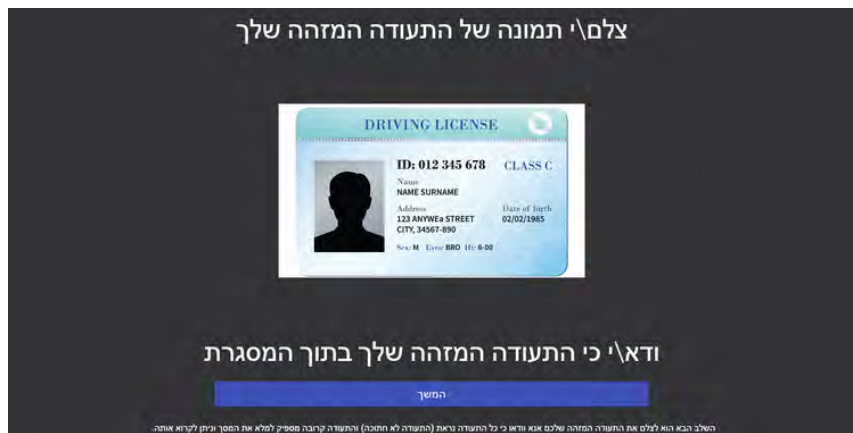 צלם\י תמונה של התעודה המזהה שלך
DRIVING LICENSE
ID: 012 345 678 CLASS C
Name
NAME SURNAME
Address Date of birth
123 ANYWEa STREET 02/02/1985
CITY, 34567-890
Sex: M Eyes: BRO Ht: 6-00
ודא\י כי התעודה המזהה שלך בתוך המסגרת
המשך
השלב הבא הוא לצלם את התעודה המזהה שלכם אנא וודאו כי כל התעודה נראת (התעודה לא חתוכה) והתעודה קרובה מספיק למלא את המסך וניתן לקרוא אותה.